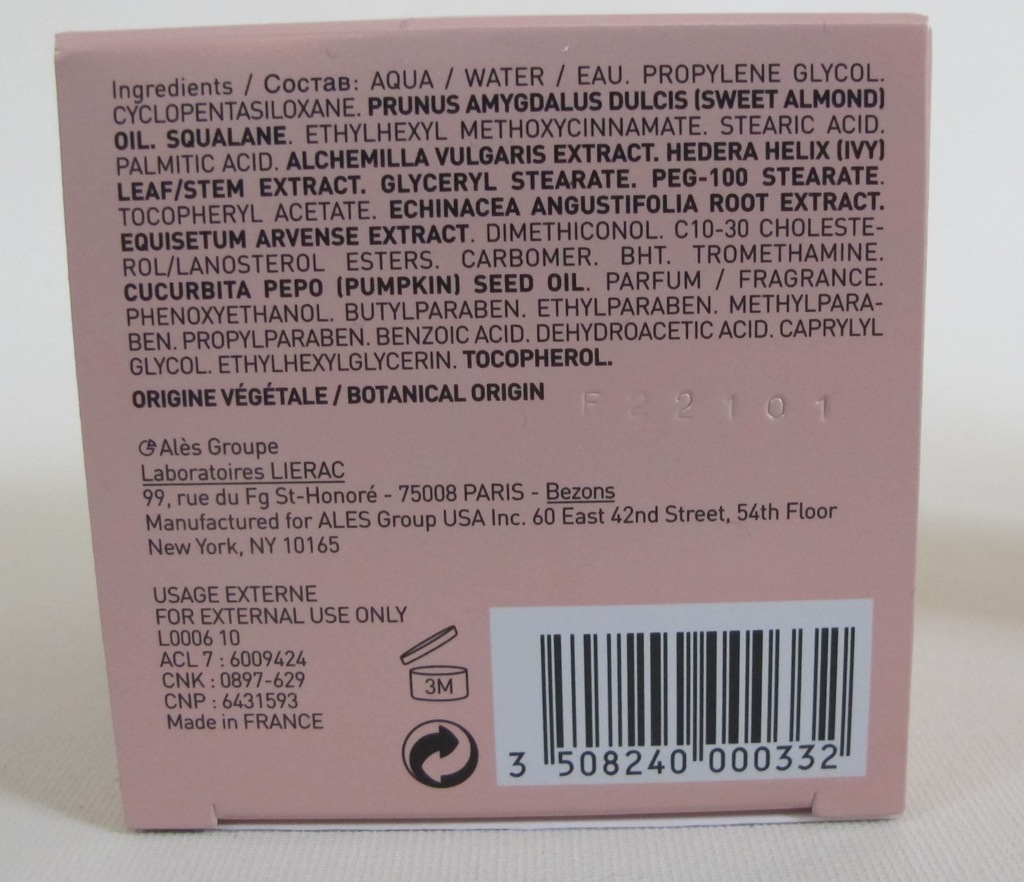 Ingredients / Состав: AQUA / WATER / EAU. PROPYLENE GLYCOL.
CYCLOPENTASILOXANE. PRUNUS AMYGDALUS DULCIS (SWEET ALMOND)
OIL. SQUALANE. ETHYLHEXYL METHOXYCINNAMATE. STEARIC ACID.
PALMITIC ACID. ALCHEMILLA VULGARIS EXTRACT. HEDERA HELIX (IVY)
LEAF/STEM EXTRACT. GLYCERYL STEARATE. PEG-100 STEARATE.
TOCOPHERYL ACETATE. ECHINACEA ANGUSTIFOLIA ROOT EXTRACT.
EQUISETUM ARVENSE EXTRACT. DIMETHICONOL. C10-30 CHOLESTE-
ROL/LANOSTEROL ESTERS. CARBOMER. BHT. TROMETHAMINE.
CUCURBITA PEPO (PUMPKIN) SEED OIL. PARFUM / FRAGRANCE.
PHENOXYETHANOL. BUTYLPARABEN. ETHYLPARABEN. METHYLPARA-
BEN. PROPYLPARABEN. BENZOIC ACID. DEHYDROACETIC ACID. CAPRYLYL
GLYCOL. ETHYLHEXYLGLYCERIN. TOCOPHEROL.
ORIGINE VÉGÉTALE / BOTANICAL ORIGIN
F22101
Alès Groupe
Laboratoires LIERAC
99, rue du Fg St-Honoré - 75008 PARIS - Bezons
Manufactured for ALES Group USA Inc. 60 East 42nd Street, 54th Floor
New York, NY 10165
USAGE EXTERNE
FOR EXTERNAL USE ONLY
L0006 10
ACL 7 : 6009424
CNK : 0897-629
CNP : 6431593
Made in FRANCE
3M
3 508240 000332